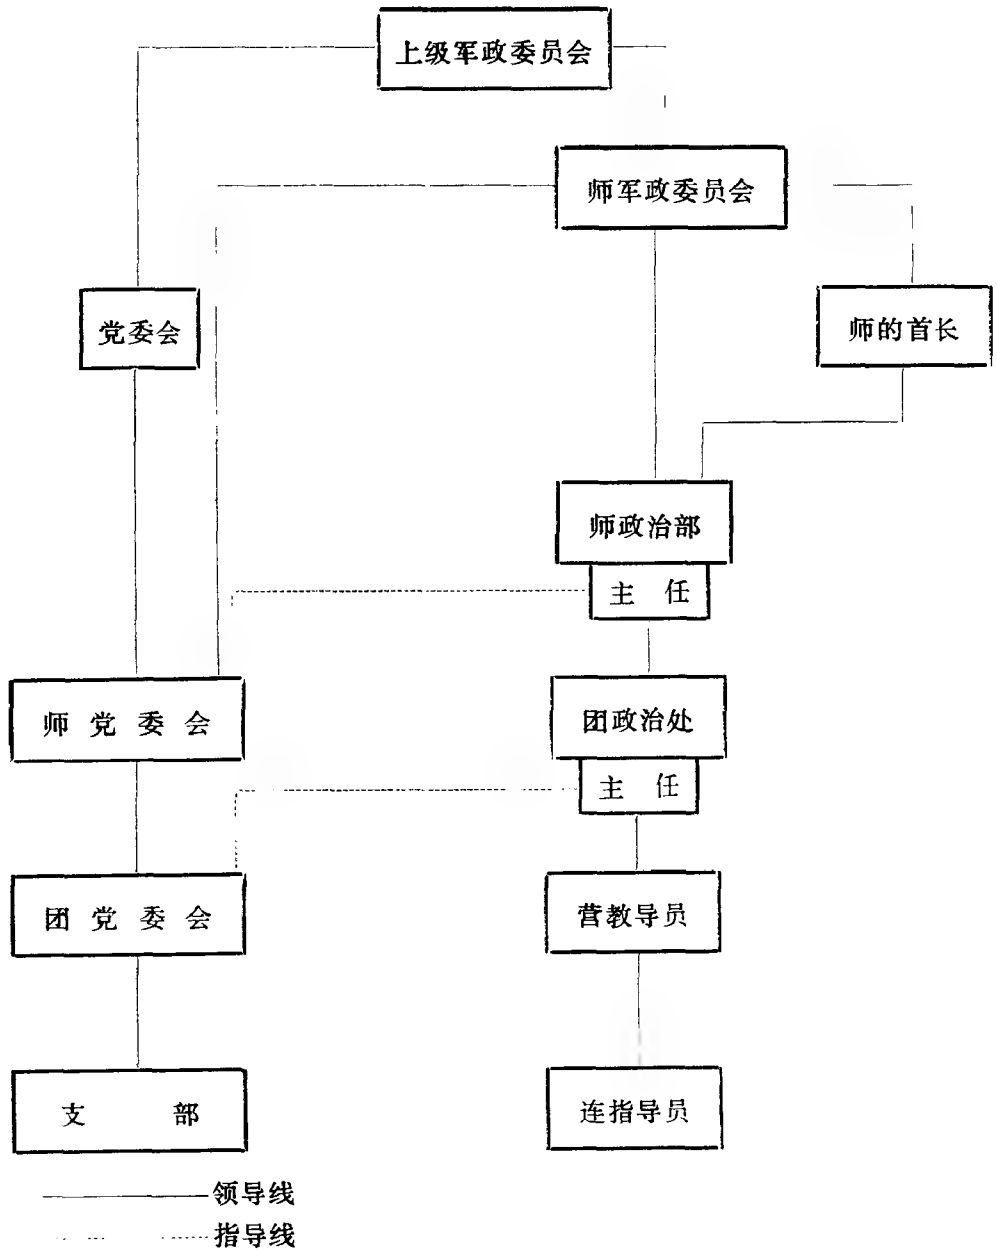 上级军政委员会
师军政委员会
党委会
师的首长
师政治部
主 任
师 党 委 会
团政治处
主 任
团 党 委 会
营教导员
支 部
连指导员
领导线
指导线